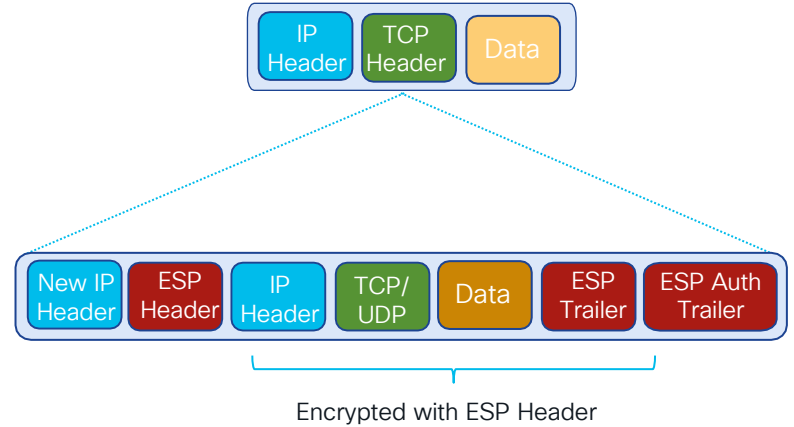 IP
Header
TCP
Header
Data
New IP
Header
ESP
Header
IP
Header
TCP/
UDP
Data
ESP
Trailer
ESP Auth
Trailer
Encrypted with ESP Header